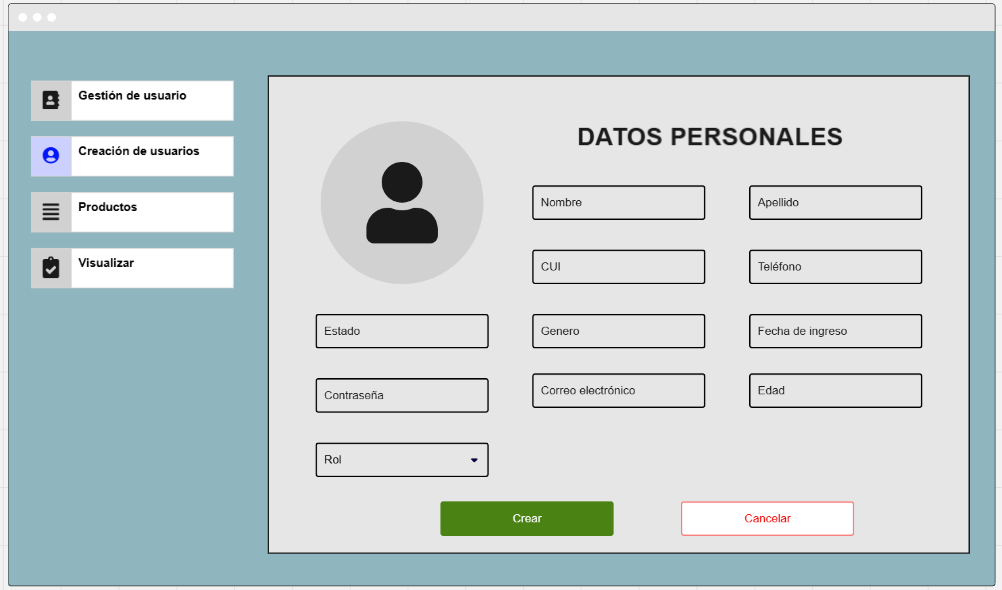 Gestión de usuario
Creación de usuarios
Productos
Visualizar
DATOS PERSONALES
Nombre
Apellido
CUI
Teléfono
Estado
Genero
Fecha de ingreso
Contraseña
Correo electrónico
Edad
Rol
Crear
Cancelar